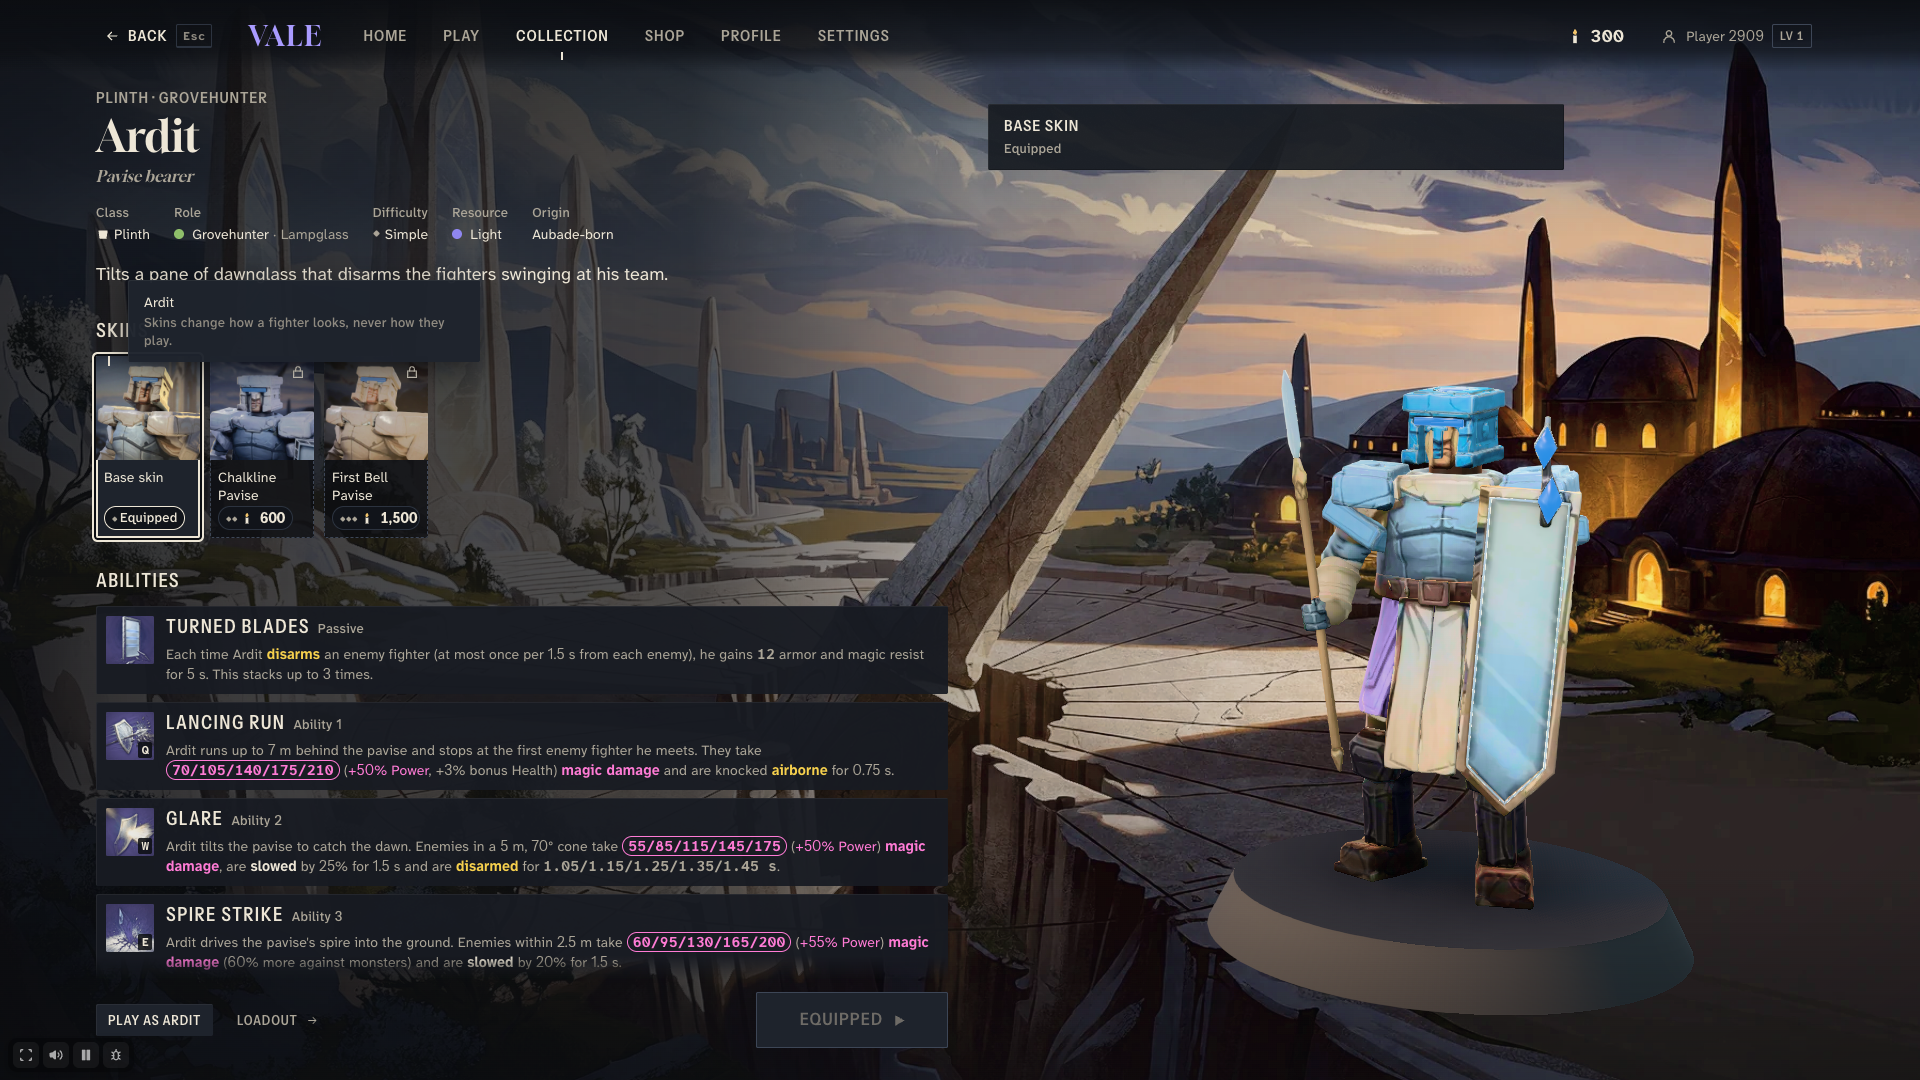 BACK Esc VALE HOME PLAY COLLECTION SHOP PROFILE SETTINGS 300 Player 2909 LV 1
PLINTH · GROVEHUNTER
Ardit
Pavise bearer
Class Role Difficulty Resource Origin
Plinth Grovehunter · Lampglass Simple Light Aubade-born
Tilts a pane of dawnglass that disarms the fighters swinging at his team.
Ardit
Skins change how a fighter looks, never how they
play.
Base skin
Equipped
Chalkline
Pavise
600
First Bell
Pavise
1,500
ABILITIES
TURNED BLADES Passive
Each time Ardit disarms an enemy fighter (at most once per 1.5 s from each enemy), he gains 12 armor and magic resist
for 5 s. This stacks up to 3 times.
Q
LANCING RUN Ability 1
Ardit runs up to 7 m behind the pavise and stops at the first enemy fighter he meets. They take
70/105/140/175/210 (+50% Power, +3% bonus Health) magic damage and are knocked airborne for 0.75 s.
W
GLARE Ability 2
Ardit tilts the pavise to catch the dawn. Enemies in a 5 m, 70° cone take 55/85/115/145/175 (+50% Power) magic
damage, are slowed by 25% for 1.5 s and are disarmed for 1.05/1.15/1.25/1.35/1.45 s.
E
SPIRE STRIKE Ability 3
Ardit drives the pavise's spire into the ground. Enemies within 2.5 m take 60/95/130/165/200 (+55% Power) magic
damage (60% more against monsters) and are slowed by 20% for 1.5 s.
PLAY AS ARDIT LOADOUT → EQUIPPED
BASE SKIN
Equipped